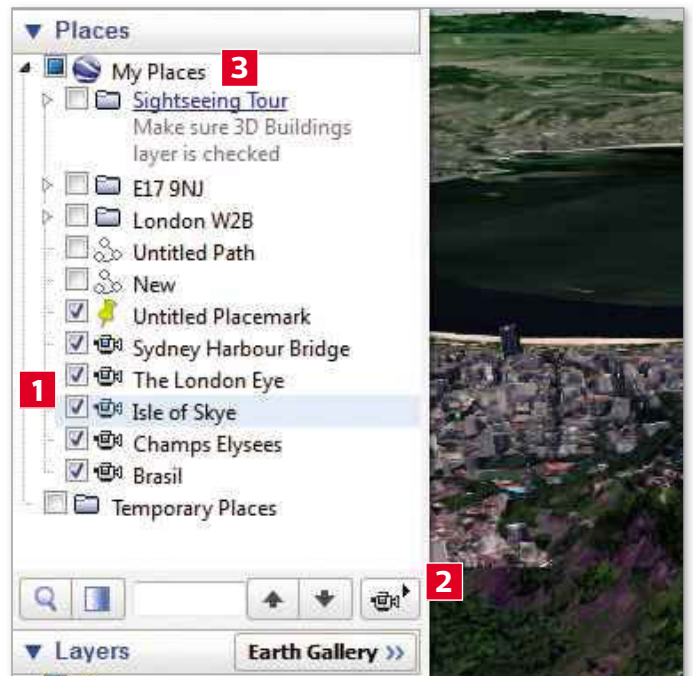 Places
My Places 3
Sightseeing Tour
Make sure 3D Buildings
layer is checked
E17 9NJ
London W2B
Untitled Path
New
Untitled Placemark
Sydney Harbour Bridge
The London Eye
1
Isle of Skye
Champs Elysees
Brasil
Temporary Places
2
Layers
Earth Gallery »